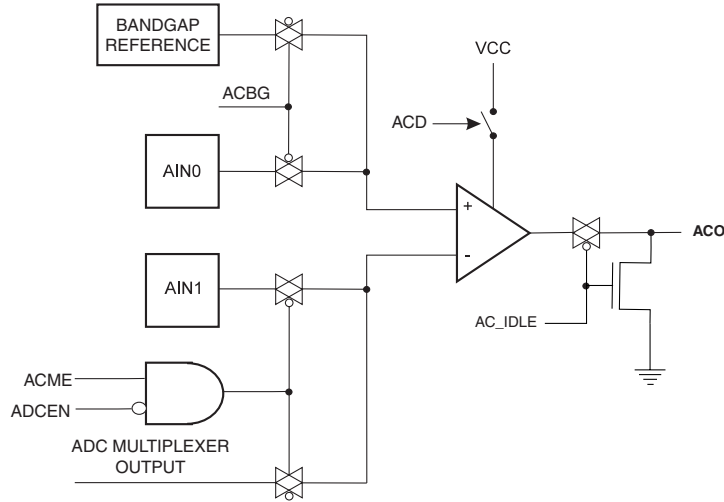 BANDGAP
REFERENCE
VCC
ACBG
ACD
AIN0
+
ACO
-
AIN1
AC_IDLE
ACME
ADCEN
ADC MULTIPLEXER
OUTPUT